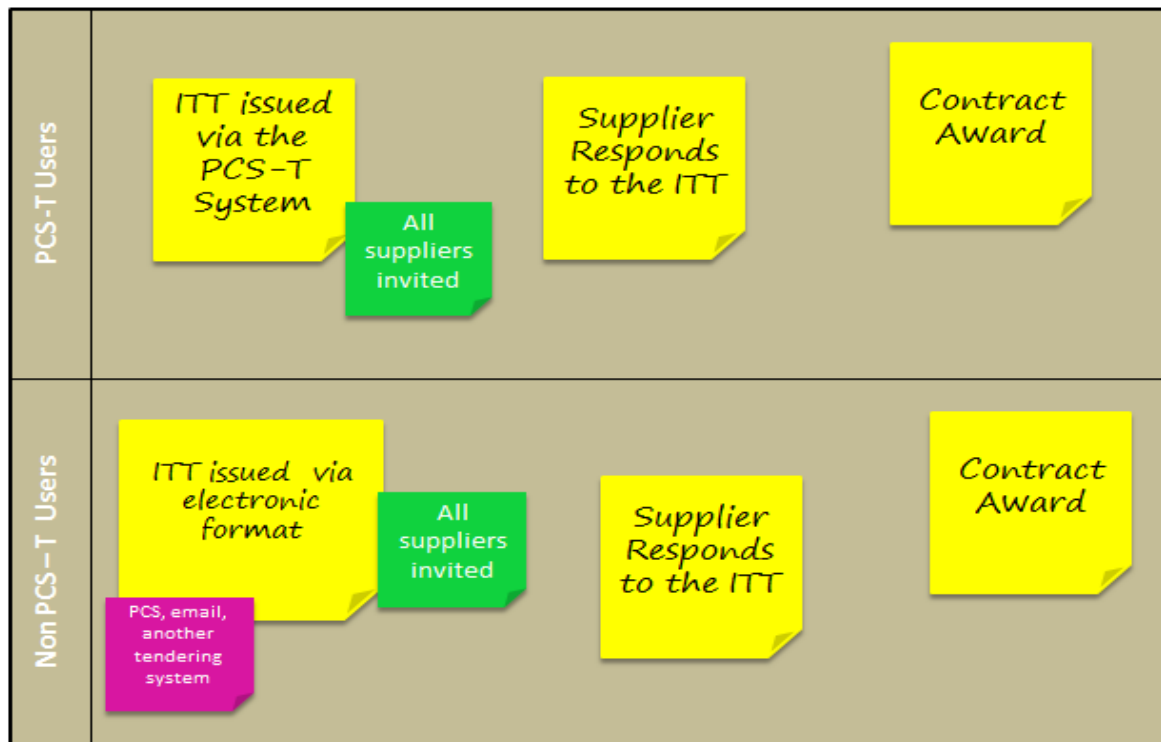 PCS-T Users
ITT issued
via the
PCS-T
System
All
suppliers
invited
Supplier
Responds
to the ITT
Contract
Award
Non PCS – T Users
ITT issued via
electronic
format
PCS, email,
another
tendering
system
All
suppliers
invited
Supplier
Responds
to the ITT
Contract
Award